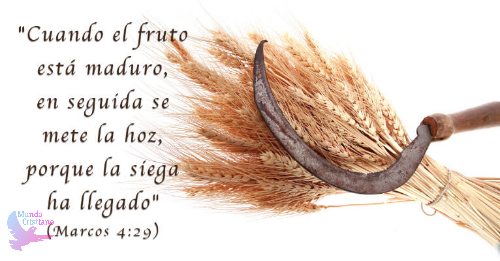 "Cuando el fruto
está maduro,
en seguida se
mete la hoz,
porque la siega
ha llegado"
Mundo
Cristiano
(Marcos 4:29)